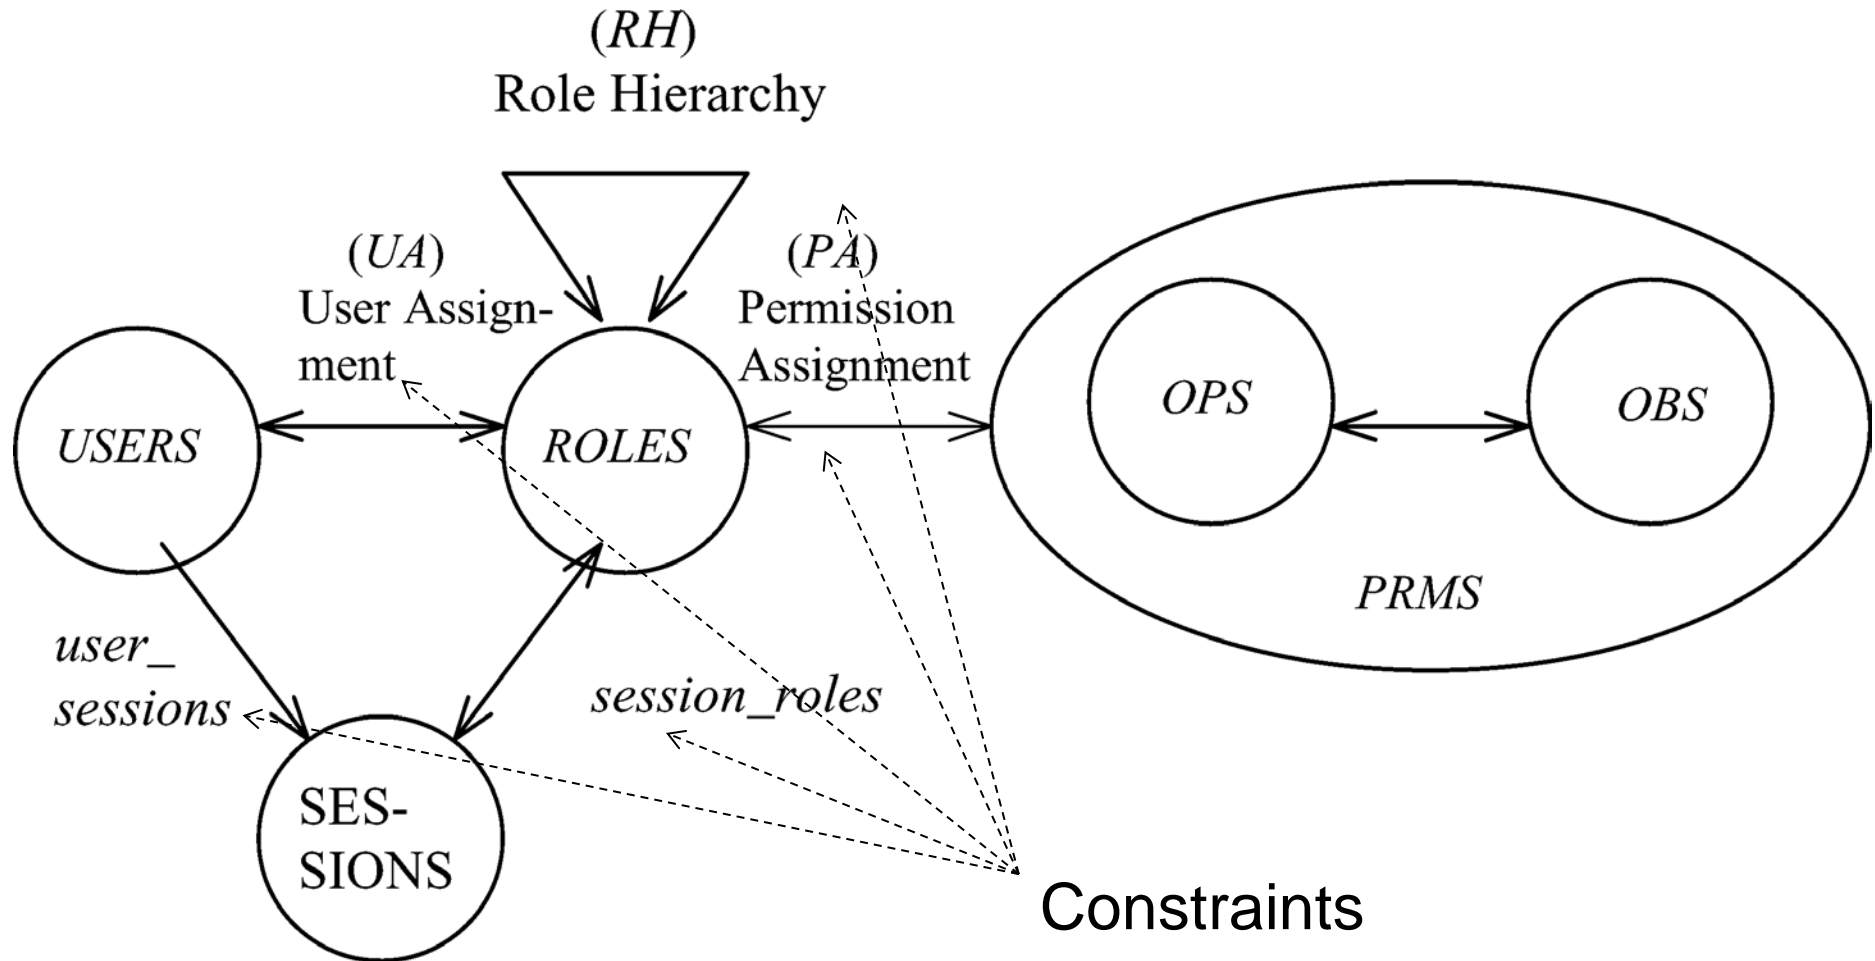 (RH)
Role Hierarchy
(UA)
User Assign-
ment
(PA)
Permission
Assignment
USERS
ROLES
OPS
OBS
PRMS
user_
sessions
session_roles
SES-
SIONS
Constraints